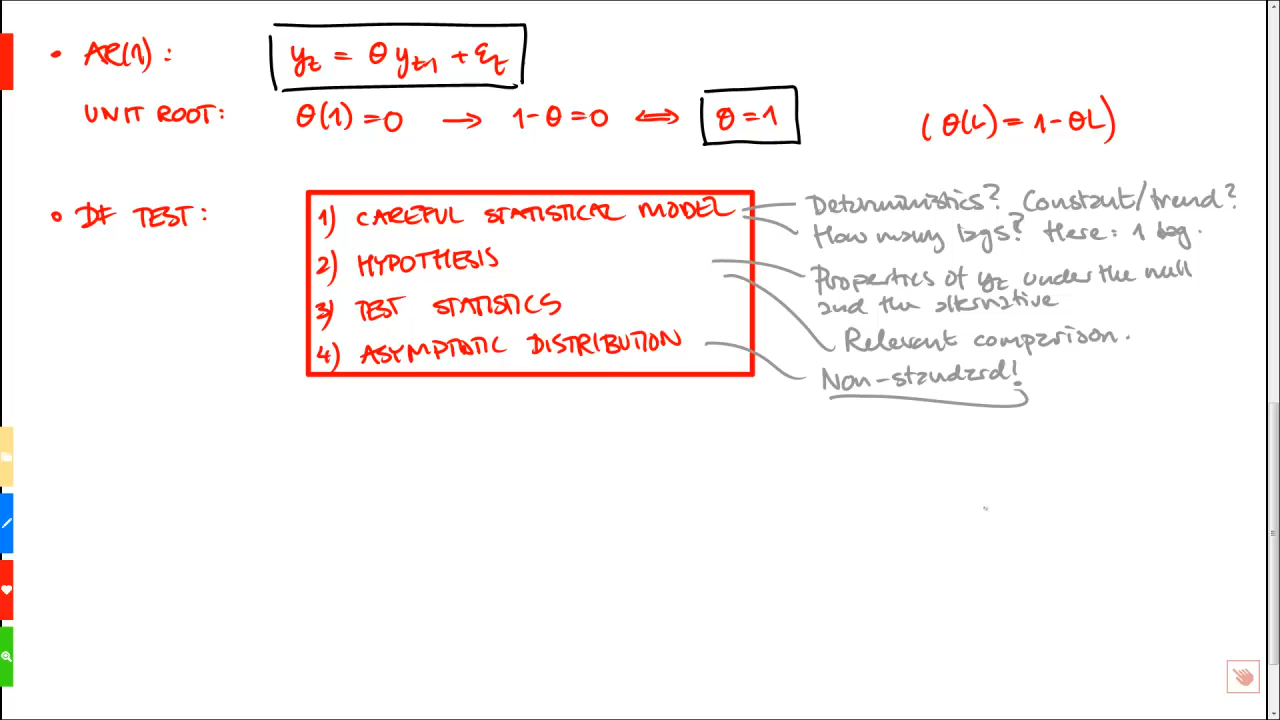 • AR(1): y_t = θ y_{t-1} + ε_t
UNIT ROOT: θ(1) = 0 → 1 - θ = 0 ⟺ θ = 1 (θ(L) = 1 - θL)
• DF TEST:
1) CAREFUL STATISTICAL MODEL
2) HYPOTHESIS
3) TEST STATISTICS
4) ASYMPTOTIC DISTRIBUTION
Deterministics? Constant/trend?
How many lags? Here: 1 lag.
Properties of y_t under the null
and the alternative
Relevant comparison.
Non-standard!